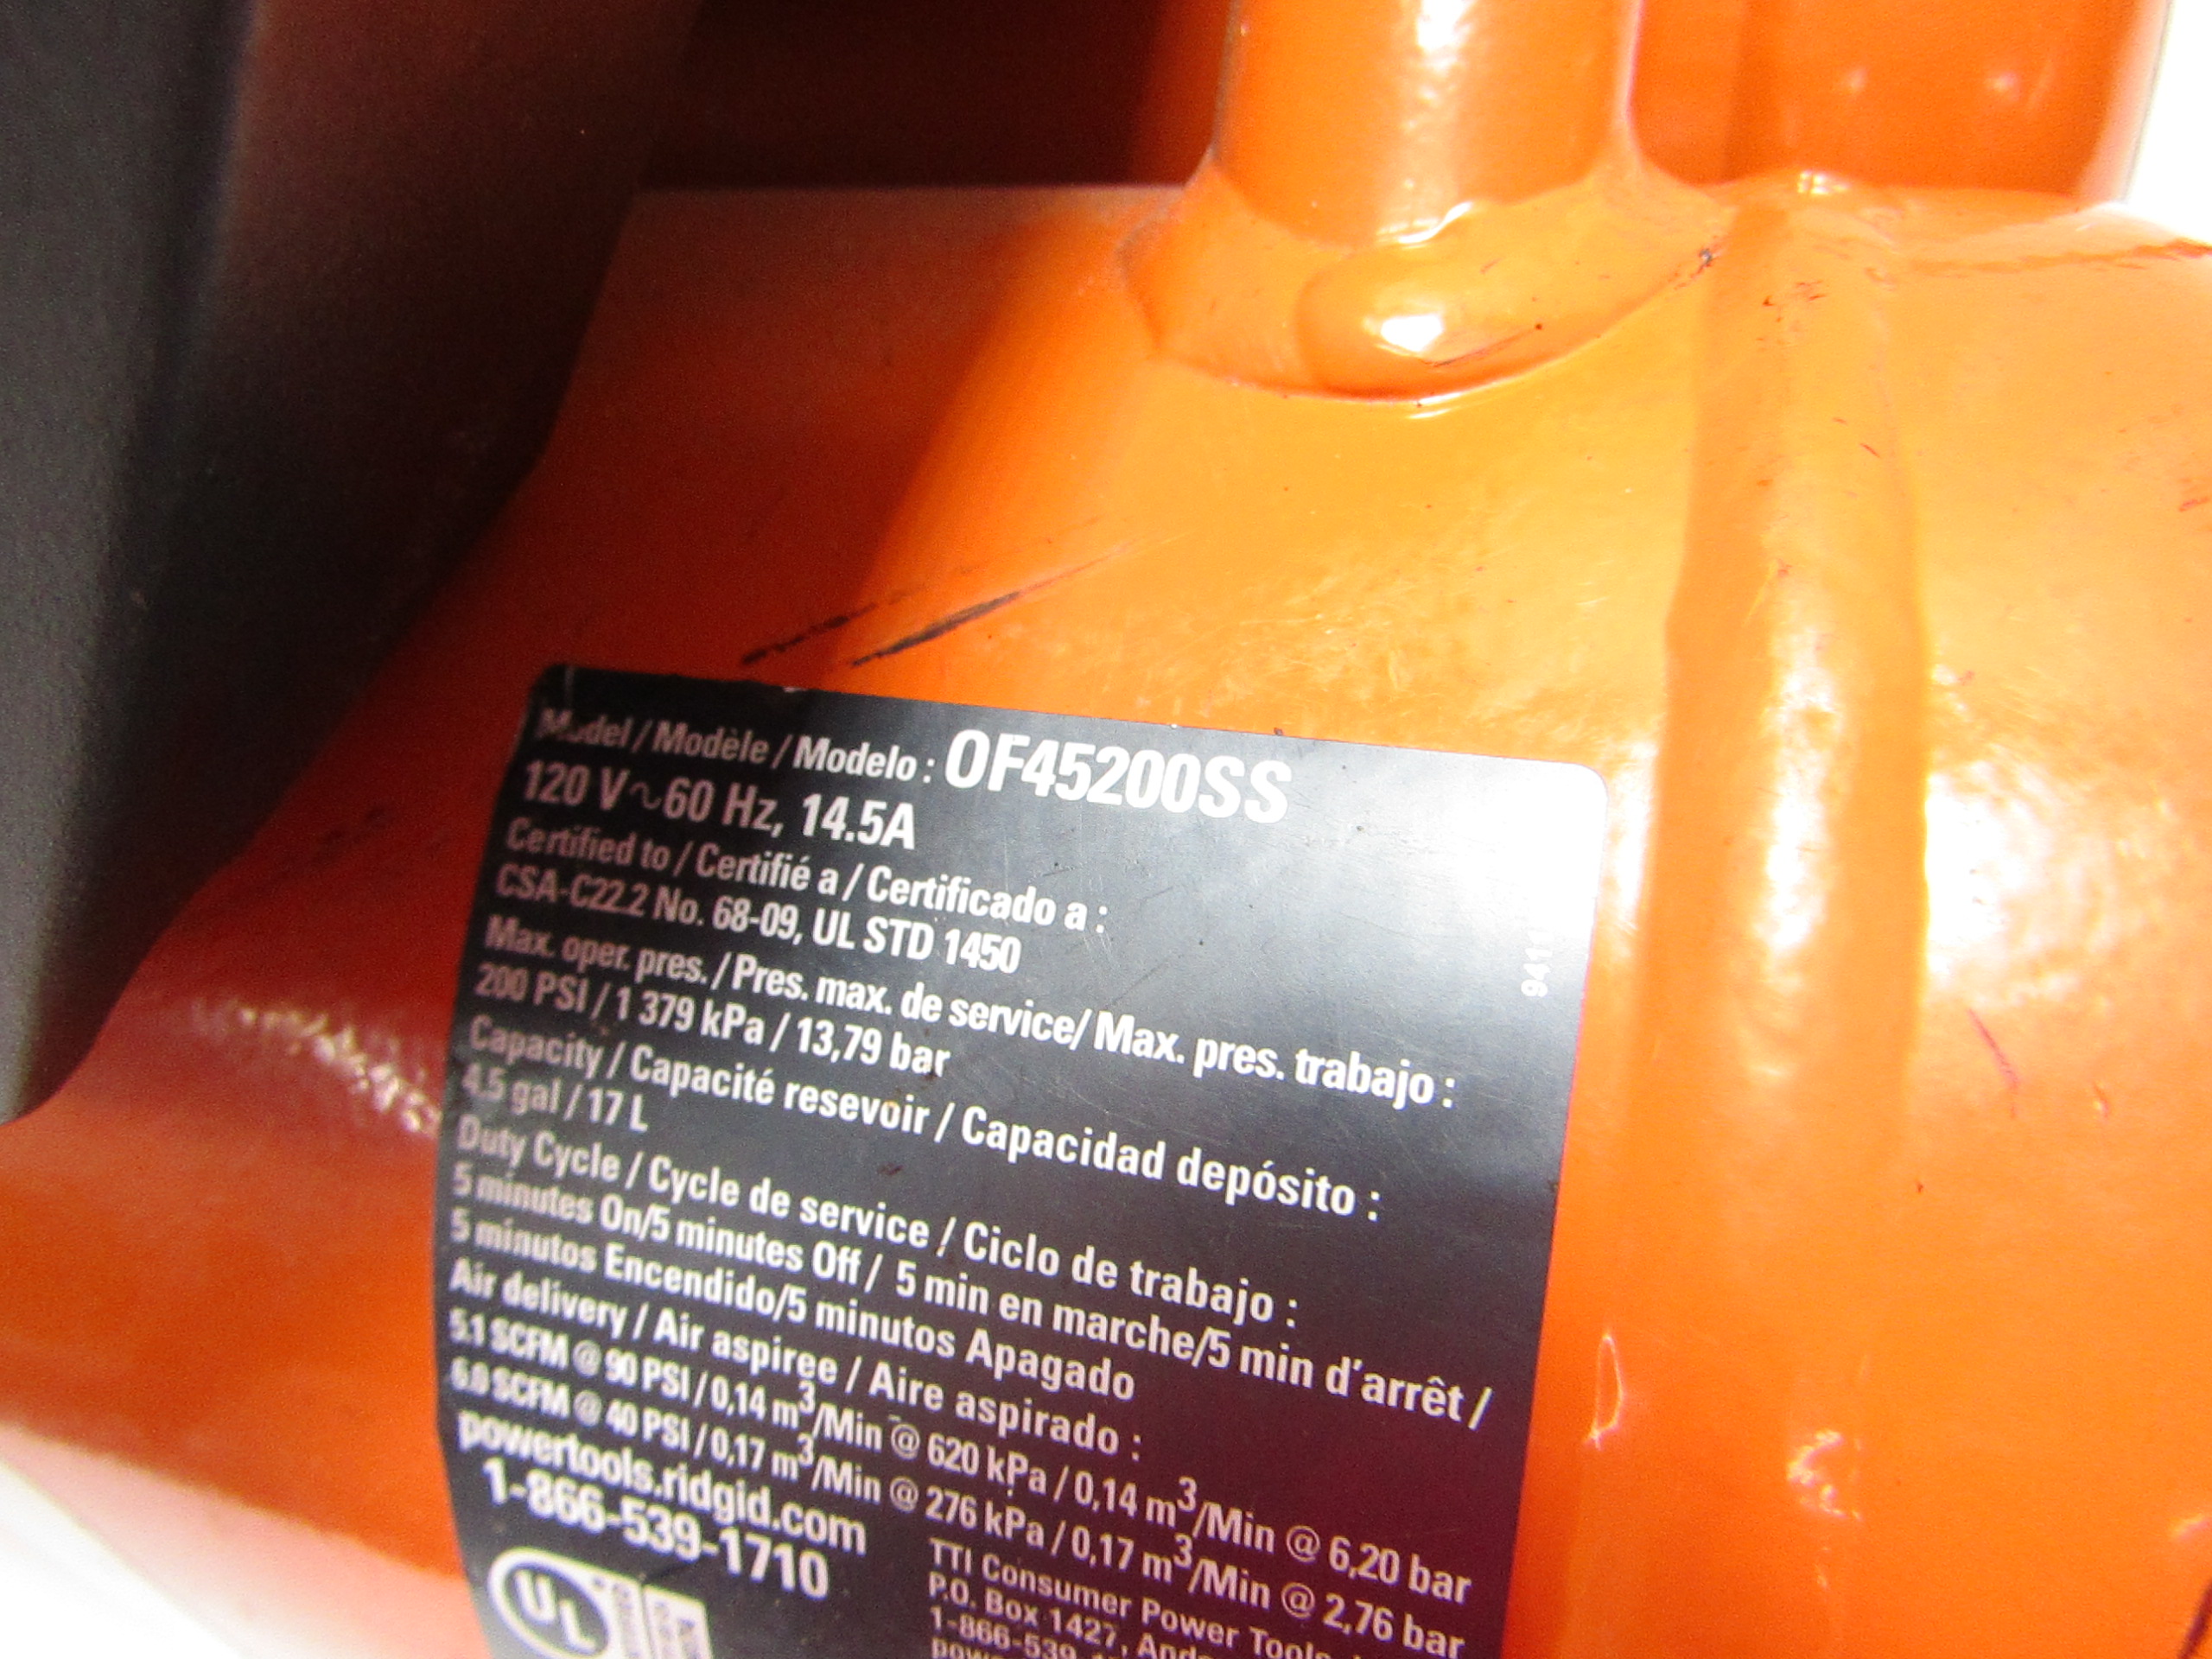 Model / Modèle / Modelo : OF45200SS
120 V~60 Hz, 14.5A
Certified to / Certifié a / Certificado a :
CSA-C22.2 No. 68-09, UL STD 1450
Max. oper. pres. / Pres. max. de service/ Max. pres. trabajo :
200 PSI / 1 379 kPa / 13,79 bar
Capacity / Capacité resevoir / Capacidad depósito :
4,5 gal / 17 L
Duty Cycle / Cycle de service / Ciclo de trabajo :
5 minutes On/5 minutes Off / 5 min en marche/5 min d'arrêt /
5 minutos Encendido/5 minutos Apagado
Air delivery / Air aspiree / Aire aspirado :
5.1 SCFM @ 90 PSI / 0,14 m³/Min @ 620 kPa / 0,14 m³/Min @ 6,20 bar
6.0 SCFM @ 40 PSI / 0,17 m³/Min @ 276 kPa / 0,17 m³/Min @ 2,76 bar
powertools.ridgid.com
1-866-539-1710
UL
TTI Consumer Power Tools,
P.O. Box 1427,
1-866-539